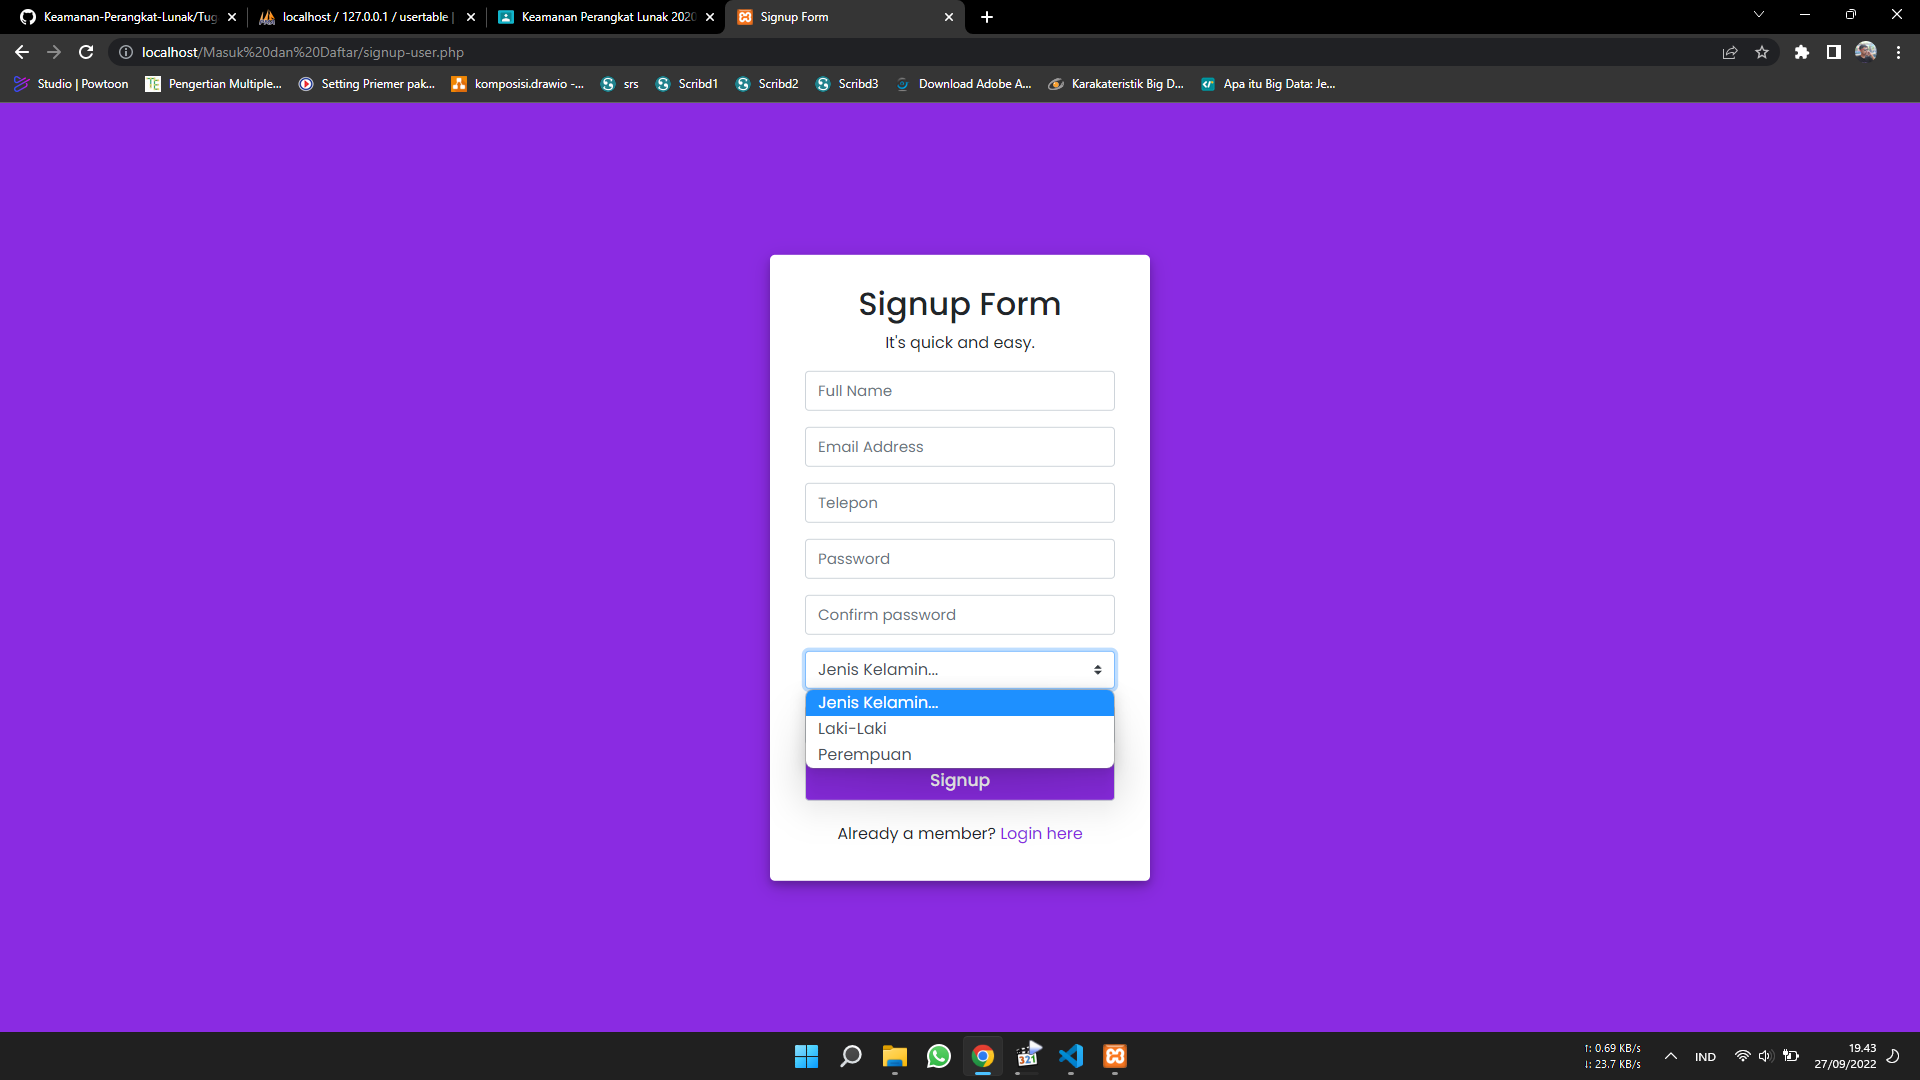 Keamanan-Perangkat-Lunak/Tug
localhost / 127.0.0.1 / usertable |
Keamanan Perangkat Lunak 2020
Signup Form
localhost/Masuk%20dan%20Daftar/signup-user.php
Studio | Powtoon
Pengertian Multiple...
Setting Priemer pak...
komposisi.drawio -...
srs
Scribd1
Scribd2
Scribd3
Download Adobe A...
Karakateristik Big D...
Apa itu Big Data: Je...
Signup Form
It's quick and easy.
Full Name
Email Address
Telepon
Password
Confirm password
Jenis Kelamin...
Jenis Kelamin...
Laki-Laki
Perempuan
Signup
Already a member? Login here
↑: 0.69 KB/s
↓: 23.7 KB/s
IND
19.43
27/09/2022